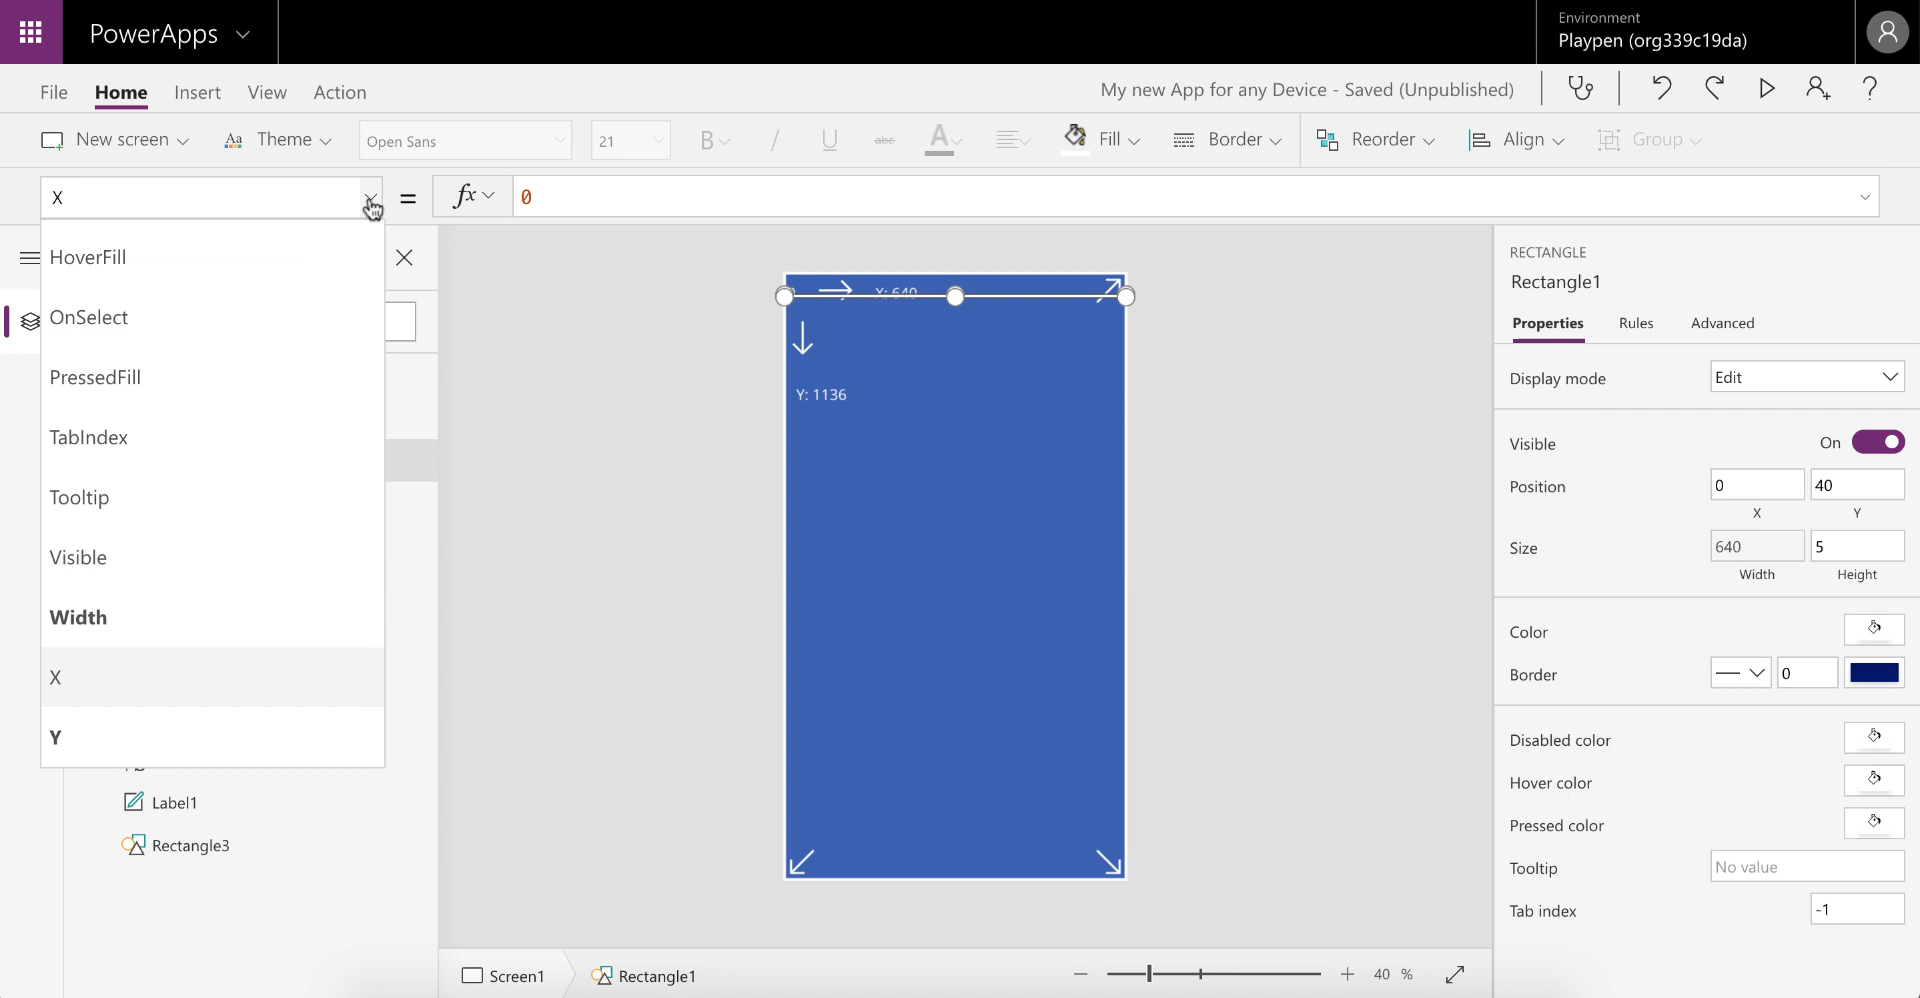 PowerApps
Environment
Playpen (org339c19da)
File Home Insert View Action
My new App for any Device - Saved (Unpublished)
?
New screen Aa Theme Open Sans 21 B / U abc A Fill Border Reorder Align Group
X = fx 0
HoverFill
OnSelect
PressedFill
TabIndex
Tooltip
Visible
Width
X
Y
Label1
Rectangle3
X: 640
Y: 1136
RECTANGLE
Rectangle1
Properties Rules Advanced
Display mode Edit
Visible On
Position 0 40
X Y
Size 640 5
Width Height
Color
Border 0
Disabled color
Hover color
Pressed color
Tooltip No value
Tab index -1
Screen1 Rectangle1 40 %